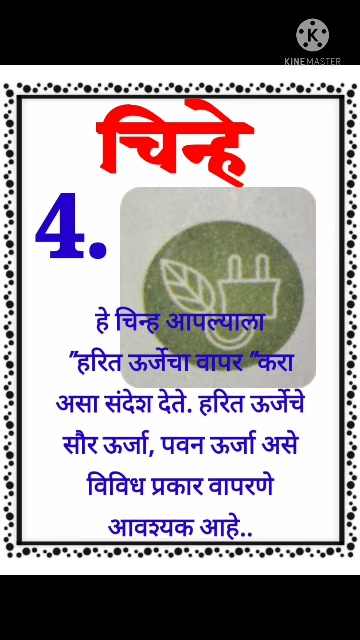 K
KINEMASTER
चिन्हे
4.
हे चिन्ह आपल्याला
"हरित ऊर्जेचा वापर "करा
असा संदेश देते. हरित ऊर्जेचे
सौर ऊर्जा, पवन ऊर्जा असे
विविध प्रकार वापरणे
आवश्यक आहे..